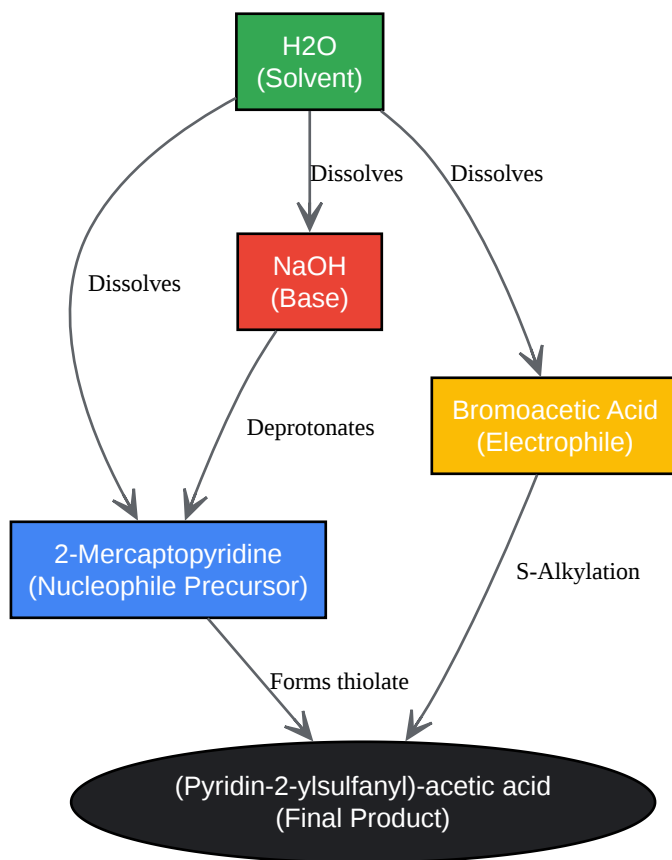 H2O
(Solvent)
Dissolves
Dissolves
NaOH
(Base)
Dissolves
Bromoacetic Acid
(Electrophile)
Deprotonates
2-Mercaptopyridine
(Nucleophile Precursor)
S-Alkylation
Forms thiolate
(Pyridin-2-ylsulfanyl)-acetic acid
(Final Product)